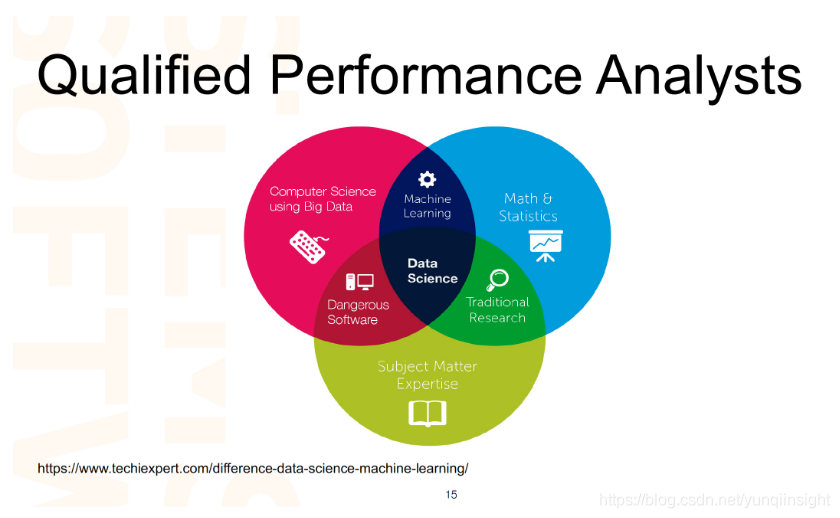 Qualified Performance Analysts
Computer Science
using Big Data
Machine
Learning
Math &
Statistics
Data
Science
Dangerous
Software
Traditional
Research
Subject Matter
Expertise
https://www.techiexpert.com/difference-data-science-machine-learning/
15
https://blog.csdn.net/yunqiinsight